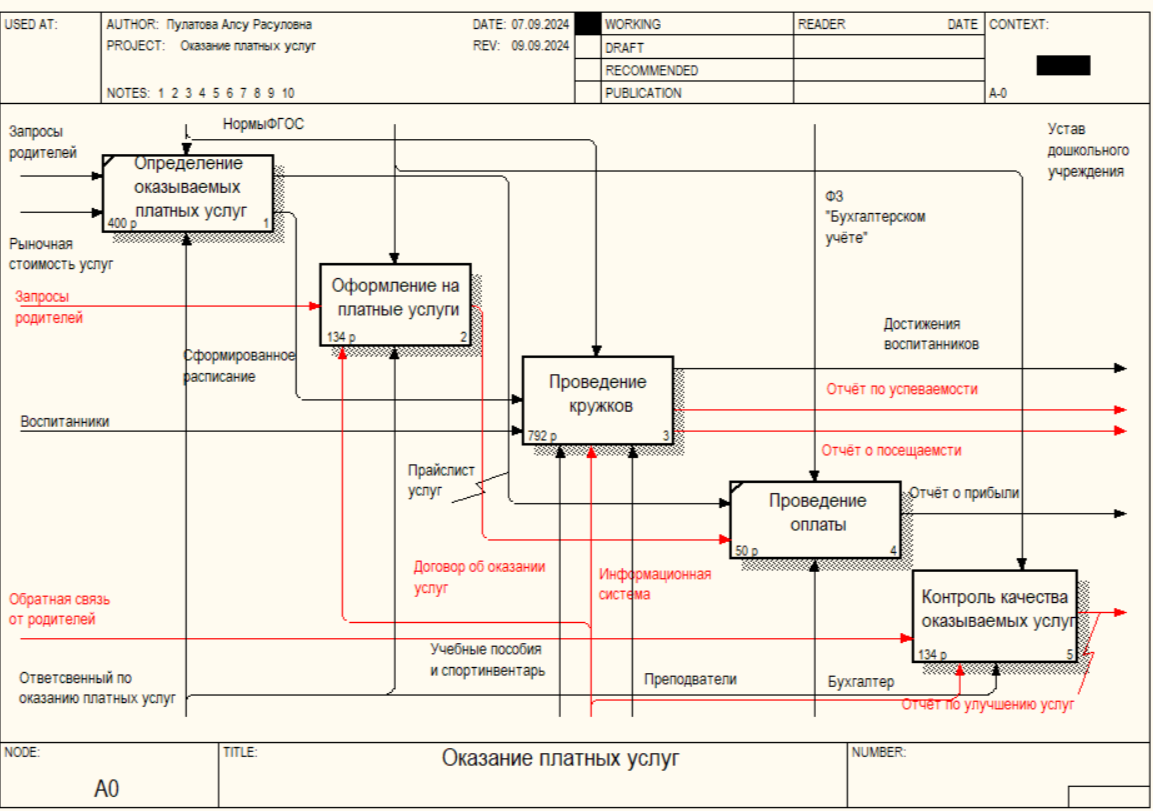 USED AT:
AUTHOR: Пулатова Алсу Расуловна
DATE: 07.09.2024
PROJECT: Оказание платных услуг
REV: 09.09.2024
NOTES: 1 2 3 4 5 6 7 8 9 10
WORKING
DRAFT
RECOMMENDED
PUBLICATION
READER
DATE
CONTEXT:
A-0
Запросы
родителей
НормыФГОС
Устав
дошкольного
учреждения
Определение
оказываемых
платных услуг
400 р
1
ФЗ
"Бухгалтерском
учёте"
Рыночная
стоимость услуг
Запросы
родителей
Оформление на
платные услуги
134 р
2
Сформированное
расписание
Достижения
воспитанников
Проведение
кружков
792 р
3
Отчёт по успеваемости
Воспитанники
Отчёт о посещаемсти
Прайслист
услуг
Проведение
оплаты
50 р
4
Отчёт о прибыли
Договор об оказании
услуг
Информационная
система
Обратная связь
от родителей
Контроль качества
оказываемых услуг
134 р
5
Учебные пособия
и спортинвентарь
Ответсвенный по
оказанию платных услуг
Преподватели
Бухгалтер
Отчёт по улучшению услуг
NODE:
A0
TITLE:
Оказание платных услуг
NUMBER: